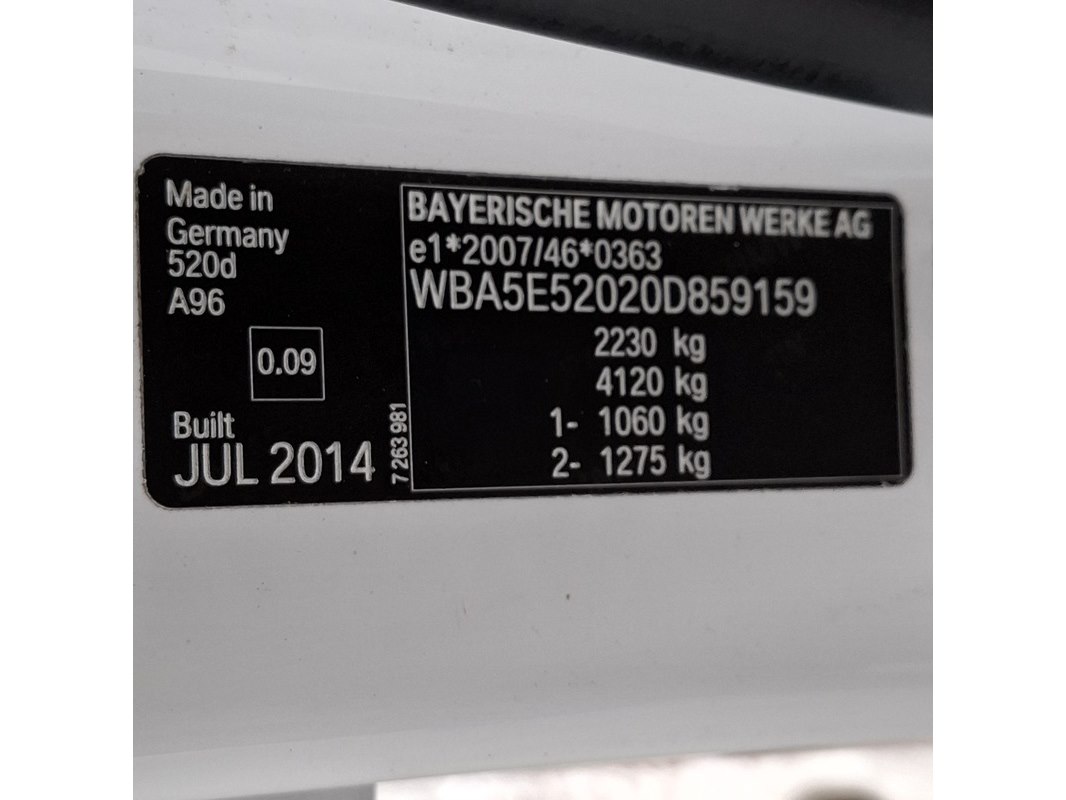 Made in
Germany
520d
A96
0.09
Built
JUL 2014
7 263 981
BAYERISCHE MOTOREN WERKE AG
e1*2007/46*0363
WBA5E52020D859159
2230 kg
4120 kg
1- 1060 kg
2- 1275 kg